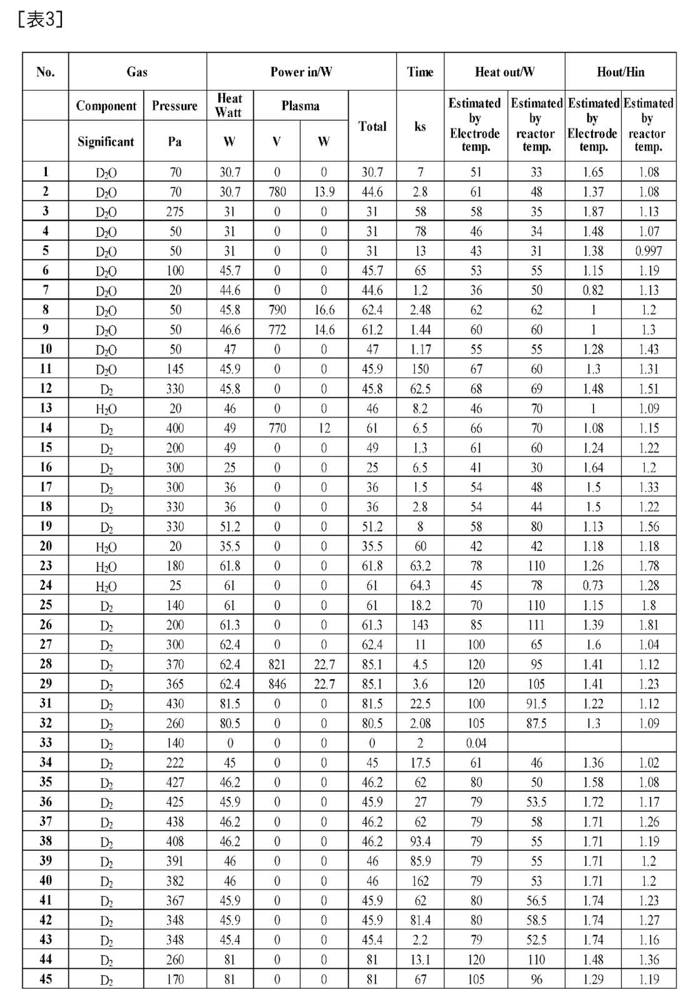 [表3]
No. Gas Power in/W Time Heat out/W Hout/Hin
Component Pressure Heat Watt Plasma Total ks Estimated by Electrode temp. Estimated by reactor temp. Estimated by Electrode temp. Estimated by reactor temp.
Significant Pa W V W
1 D₂O 70 30.7 0 0 30.7 7 51 33 1.65 1.08
2 D₂O 70 30.7 780 13.9 44.6 2.8 61 48 1.37 1.08
3 D₂O 275 31 0 0 31 58 58 35 1.87 1.13
4 D₂O 50 31 0 0 31 78 46 34 1.48 1.07
5 D₂O 50 31 0 0 31 13 43 31 1.38 0.997
6 D₂O 100 45.7 0 0 45.7 65 53 55 1.15 1.19
7 D₂O 20 44.6 0 0 44.6 1.2 36 50 0.82 1.13
8 D₂O 50 45.8 790 16.6 62.4 2.48 62 62 1 1.2
9 D₂O 50 46.6 772 14.6 61.2 1.44 60 60 1 1.3
10 D₂O 50 47 0 0 47 1.17 55 55 1.28 1.43
11 D₂O 145 45.9 0 0 45.9 150 67 60 1.3 1.31
12 D₂ 330 45.8 0 0 45.8 62.5 68 69 1.48 1.51
13 H₂O 20 46 0 0 46 8.2 46 70 1 1.09
14 D₂ 400 49 770 12 61 6.5 66 70 1.08 1.15
15 D₂ 200 49 0 0 49 1.3 61 60 1.24 1.22
16 D₂ 300 25 0 0 25 6.5 41 30 1.64 1.2
17 D₂ 300 36 0 0 36 1.5 54 48 1.5 1.33
18 D₂ 330 36 0 0 36 2.8 54 44 1.5 1.22
19 D₂ 330 51.2 0 0 51.2 8 58 80 1.13 1.56
20 H₂O 20 35.5 0 0 35.5 60 42 42 1.18 1.18
23 H₂O 180 61.8 0 0 61.8 63.2 78 110 1.26 1.78
24 H₂O 25 61 0 0 61 64.3 45 78 0.73 1.28
25 D₂ 140 61 0 0 61 18.2 70 110 1.15 1.8
26 D₂ 200 61.3 0 0 61.3 143 85 111 1.39 1.81
27 D₂ 300 62.4 0 0 62.4 11 100 65 1.6 1.04
28 D₂ 370 62.4 821 22.7 85.1 4.5 120 95 1.41 1.12
29 D₂ 365 62.4 846 22.7 85.1 3.6 120 105 1.41 1.23
31 D₂ 430 81.5 0 0 81.5 22.5 100 91.5 1.22 1.12
32 D₂ 260 80.5 0 0 80.5 2.08 105 87.5 1.3 1.09
33 D₂ 140 0 0 0 0 2 0.04
34 D₂ 222 45 0 0 45 17.5 61 46 1.36 1.02
35 D₂ 427 46.2 0 0 46.2 62 80 50 1.58 1.08
36 D₂ 425 45.9 0 0 45.9 27 79 53.5 1.72 1.17
37 D₂ 438 46.2 0 0 46.2 62 79 58 1.71 1.26
38 D₂ 408 46.2 0 0 46.2 93.4 79 55 1.71 1.19
39 D₂ 391 46 0 0 46 85.9 79 55 1.71 1.2
40 D₂ 382 46 0 0 46 162 79 53 1.71 1.2
41 D₂ 367 45.9 0 0 45.9 62 80 56.5 1.74 1.23
42 D₂ 348 45.9 0 0 45.9 81.4 80 58.5 1.74 1.27
43 D₂ 348 45.4 0 0 45.4 2.2 79 52.5 1.74 1.16
44 D₂ 260 81 0 0 81 13.1 120 110 1.48 1.36
45 D₂ 170 81 0 0 81 67 105 96 1.29 1.19